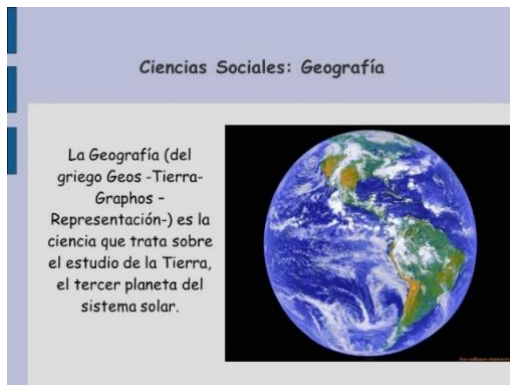 Ciencias Sociales: Geografía
La Geografía (del
griego Geos -Tierra-
Graphos –
Representación-) es la
ciencia que trata sobre
el estudio de la Tierra,
el tercer planeta del
sistema solar.